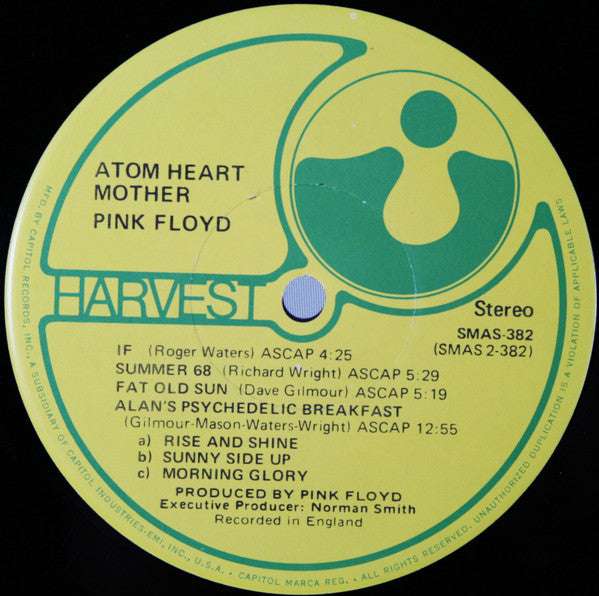 ATOM HEART
MOTHER
PINK FLOYD
HARVEST
Stereo
SMAS-382
(SMAS 2-382)
IF (Roger Waters) ASCAP 4:25
SUMMER 68 (Richard Wright) ASCAP 5:29
FAT OLD SUN (Dave Gilmour) ASCAP 5:19
ALAN'S PSYCHEDELIC BREAKFAST
(Gilmour-Mason-Waters-Wright) ASCAP 12:55
a) RISE AND SHINE
b) SUNNY SIDE UP
c) MORNING GLORY
PRODUCED BY PINK FLOYD
Executive Producer: Norman Smith
Recorded in England
MFD. BY CAPITOL RECORDS, INC., A SUBSIDIARY OF CAPITOL INDUSTRIES-EMI, INC., U.S.A. • CAPITOL MARCA REG. • ALL RIGHTS RESERVED. UNAUTHORIZED DUPLICATION IS A VIOLATION OF APPLICABLE LAWS